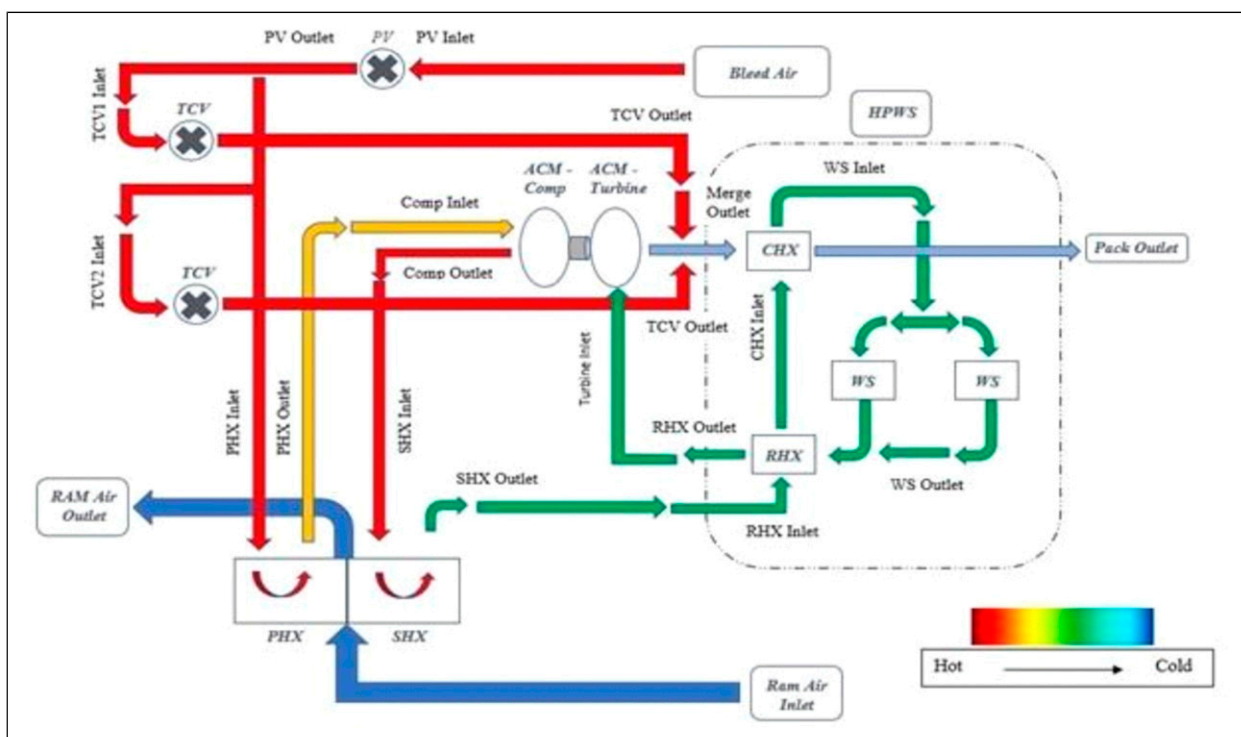 PV Outlet
PV
PV Inlet
Bleed Air
TCV1 Inlet
TCV
TCV Outlet
HPWS
ACM -
Comp
ACM -
Turbine
WS Inlet
Merge
Outlet
Comp Inlet
CHX
Pack Outlet
Comp Outlet
TCV2 Inlet
TCV
TCV Outlet
CHX Inlet
Turbine Inlet
WS
WS
PHX Inlet
PHX Outlet
SHX Inlet
RHX Outlet
RHX
WS Outlet
SHX Outlet
RHX Inlet
RAM Air
Outlet
PHX
SHX
Ram Air
Inlet
Hot
Cold